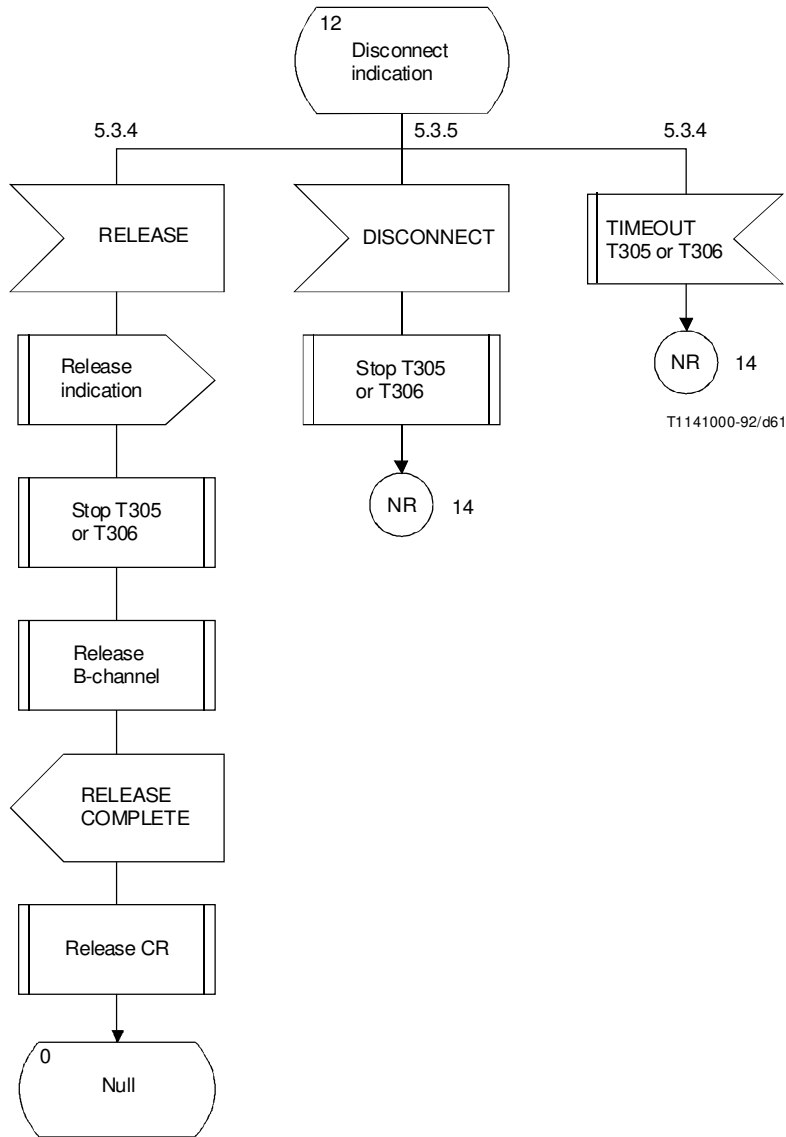 12
Disconnect
indication
5.3.4
5.3.5
5.3.4
RELEASE
DISCONNECT
TIMEOUT
T305 or T306
Release
indication
Stop T305
or T306
NR
14
T1141000-92/d61
Stop T305
or T306
NR
14
Release
B-channel
RELEASE
COMPLETE
Release CR
0
Null